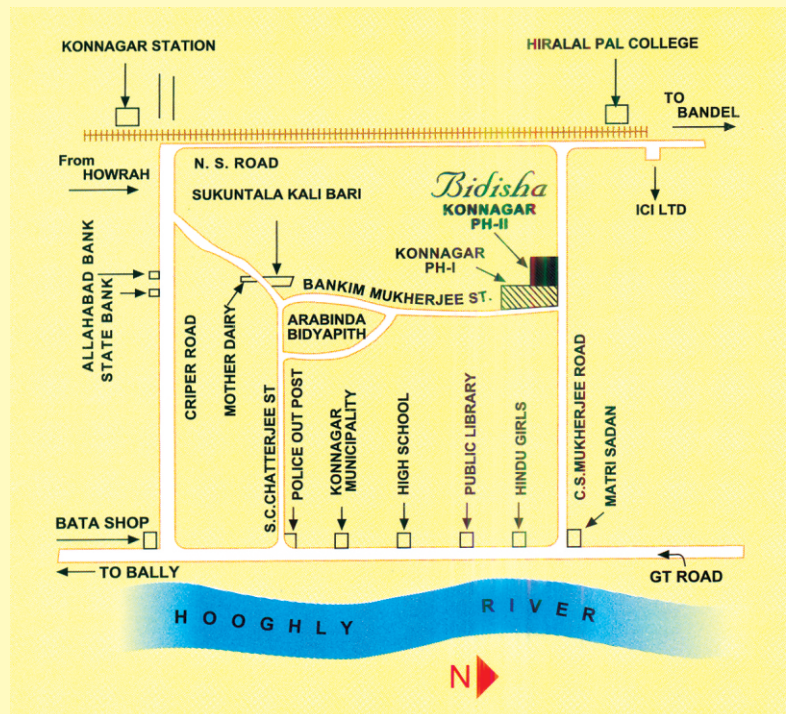 KONNAGAR STATION
HIRALAL PAL COLLEGE
TO
BANDEL
From
HOWRAH
N. S. ROAD
SUKUNTALA KALI BARI
Bidisha
KONNAGAR
PH-II
ICI LTD
KONNAGAR
PH-I
ALLAHABAD BANK
STATE BANK
BANKIM MUKHERJEE ST.
ARABINDA
BIDYAPITH
CRIPER ROAD
MOTHER DAIRY
S.C.CHATTERJEE ST
POLICE OUT POST
KONNAGAR
MUNICIPALITY
HIGH SCHOOL
PUBLIC LIBRARY
HINDU GIRLS
C.S.MUKHERJEE ROAD
MATRI SADAN
BATA SHOP
TO BALLY
GT ROAD
HOOGHLY RIVER
N